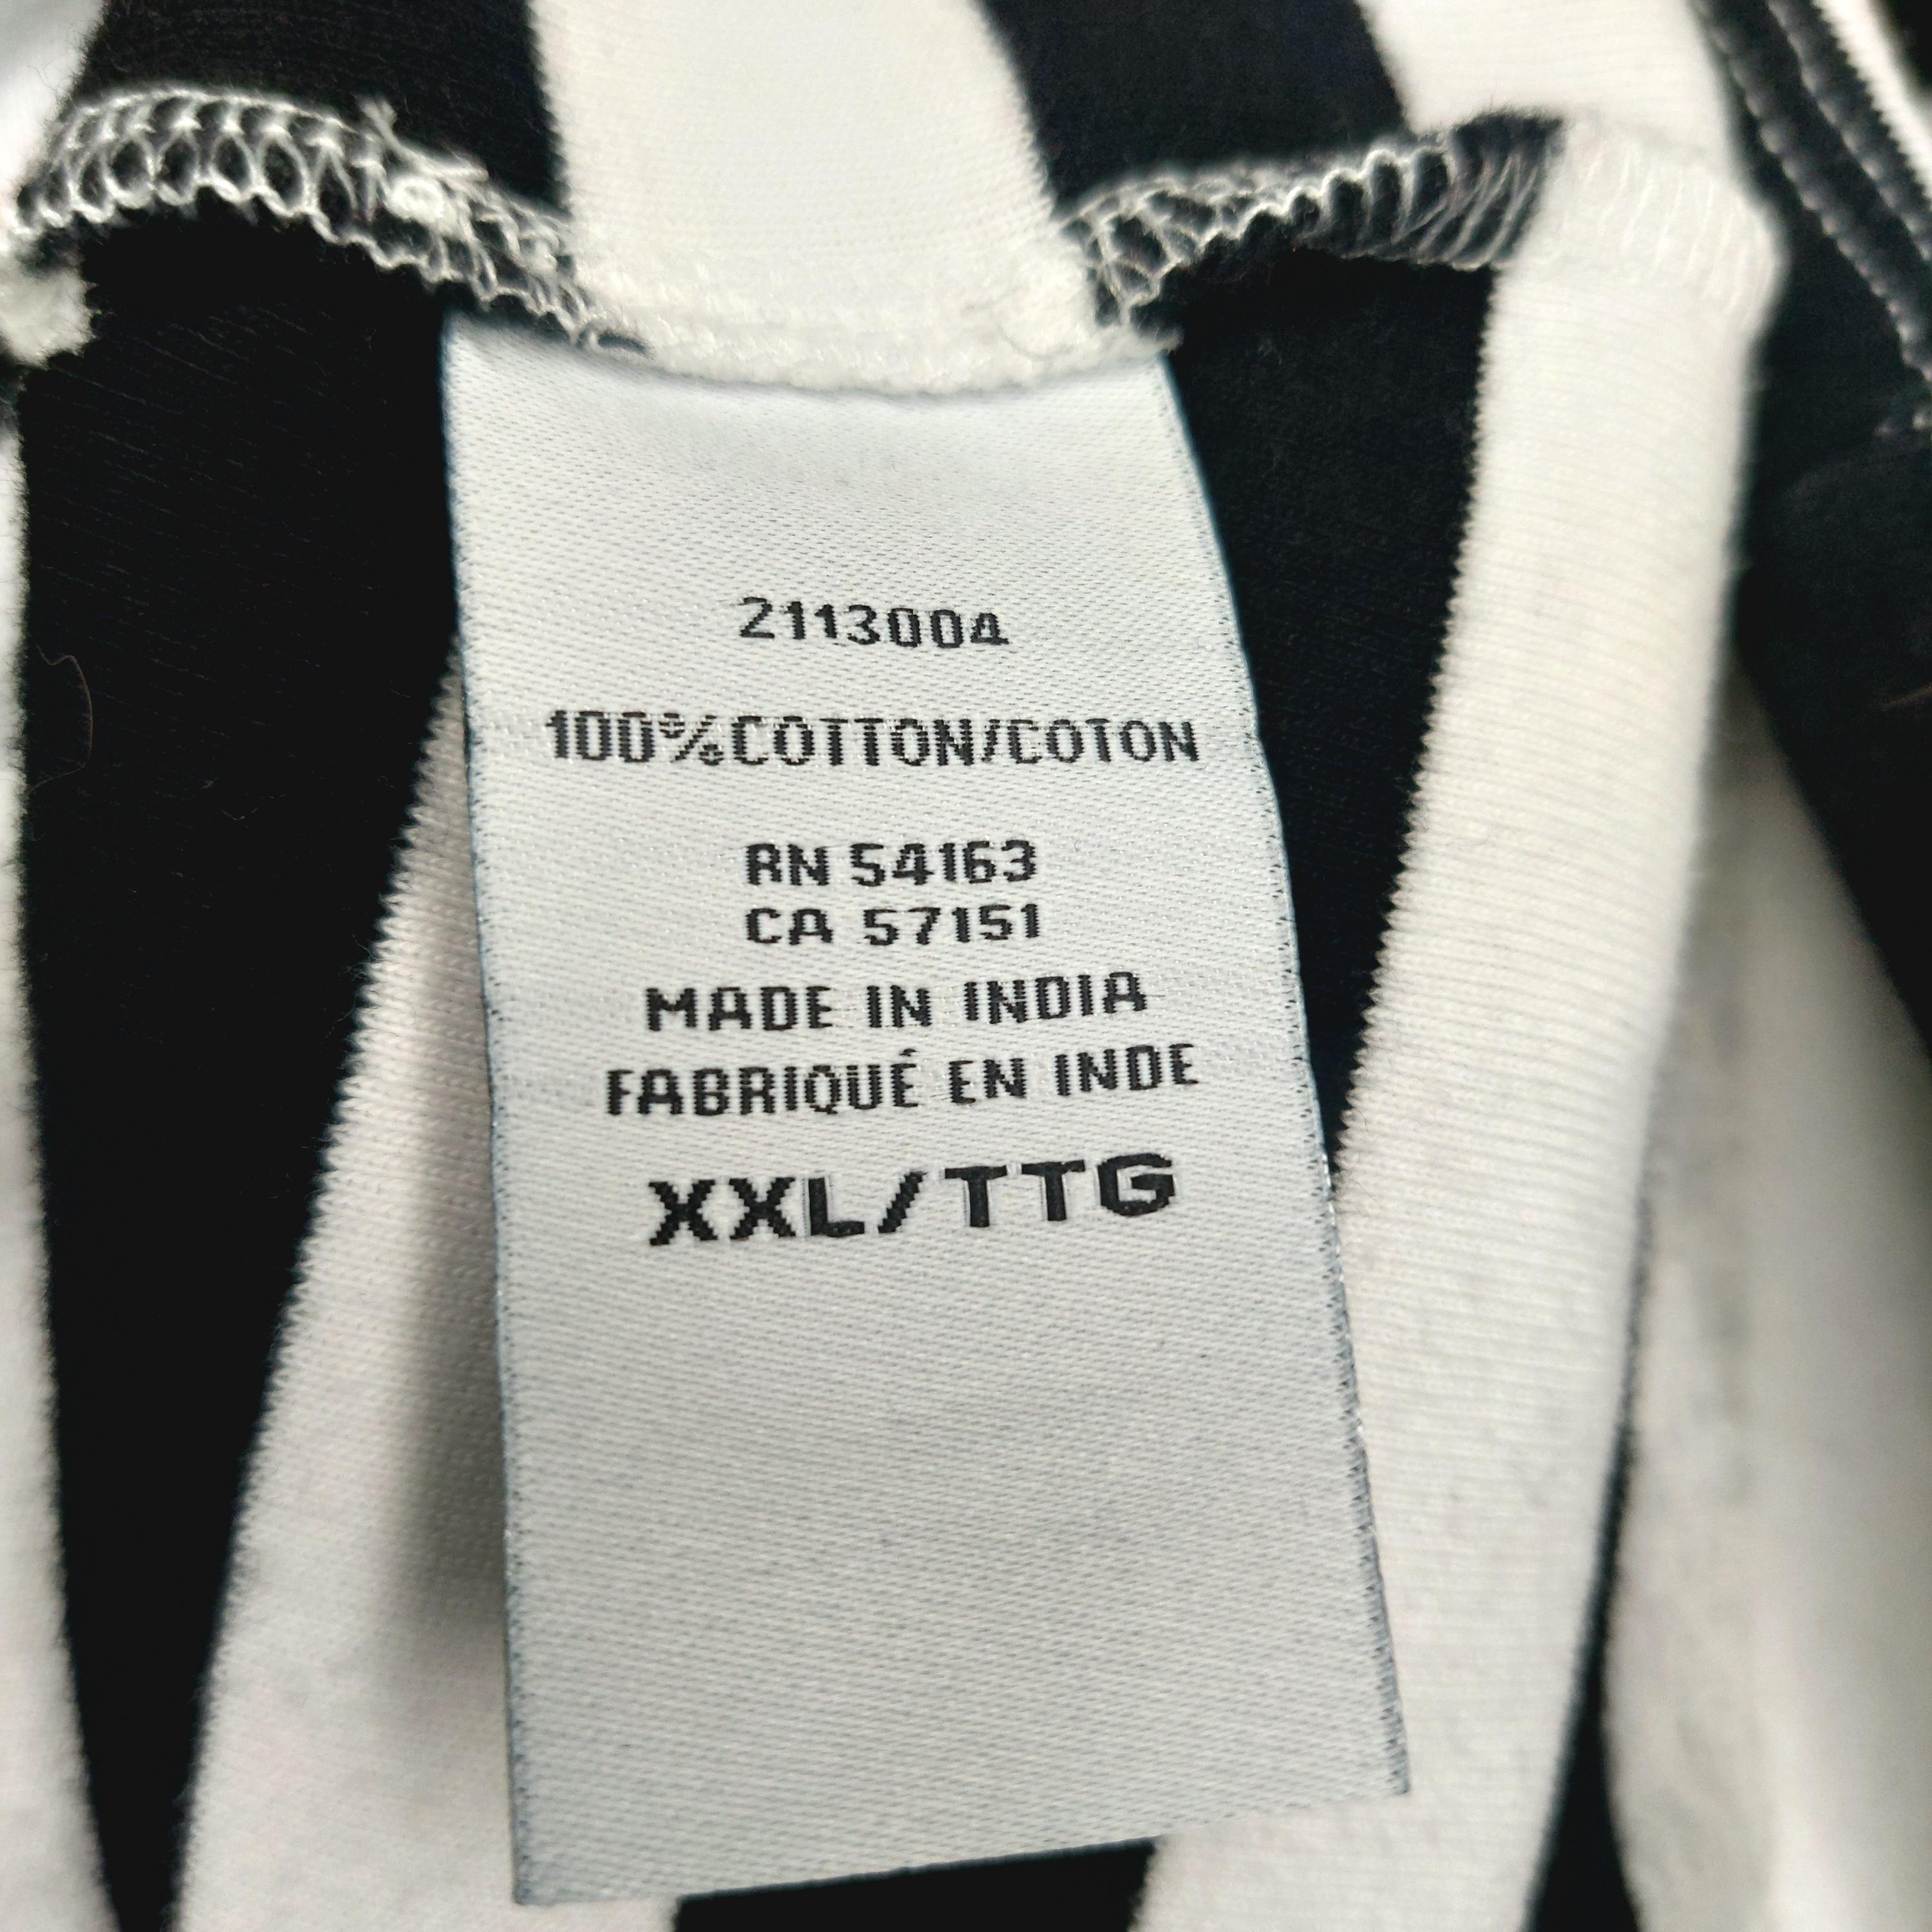 2113004
100%COTTON/COTON
RN 54163
CA 57151
MADE IN INDIA
FABRIQUÉ EN INDE
XXL/TTG